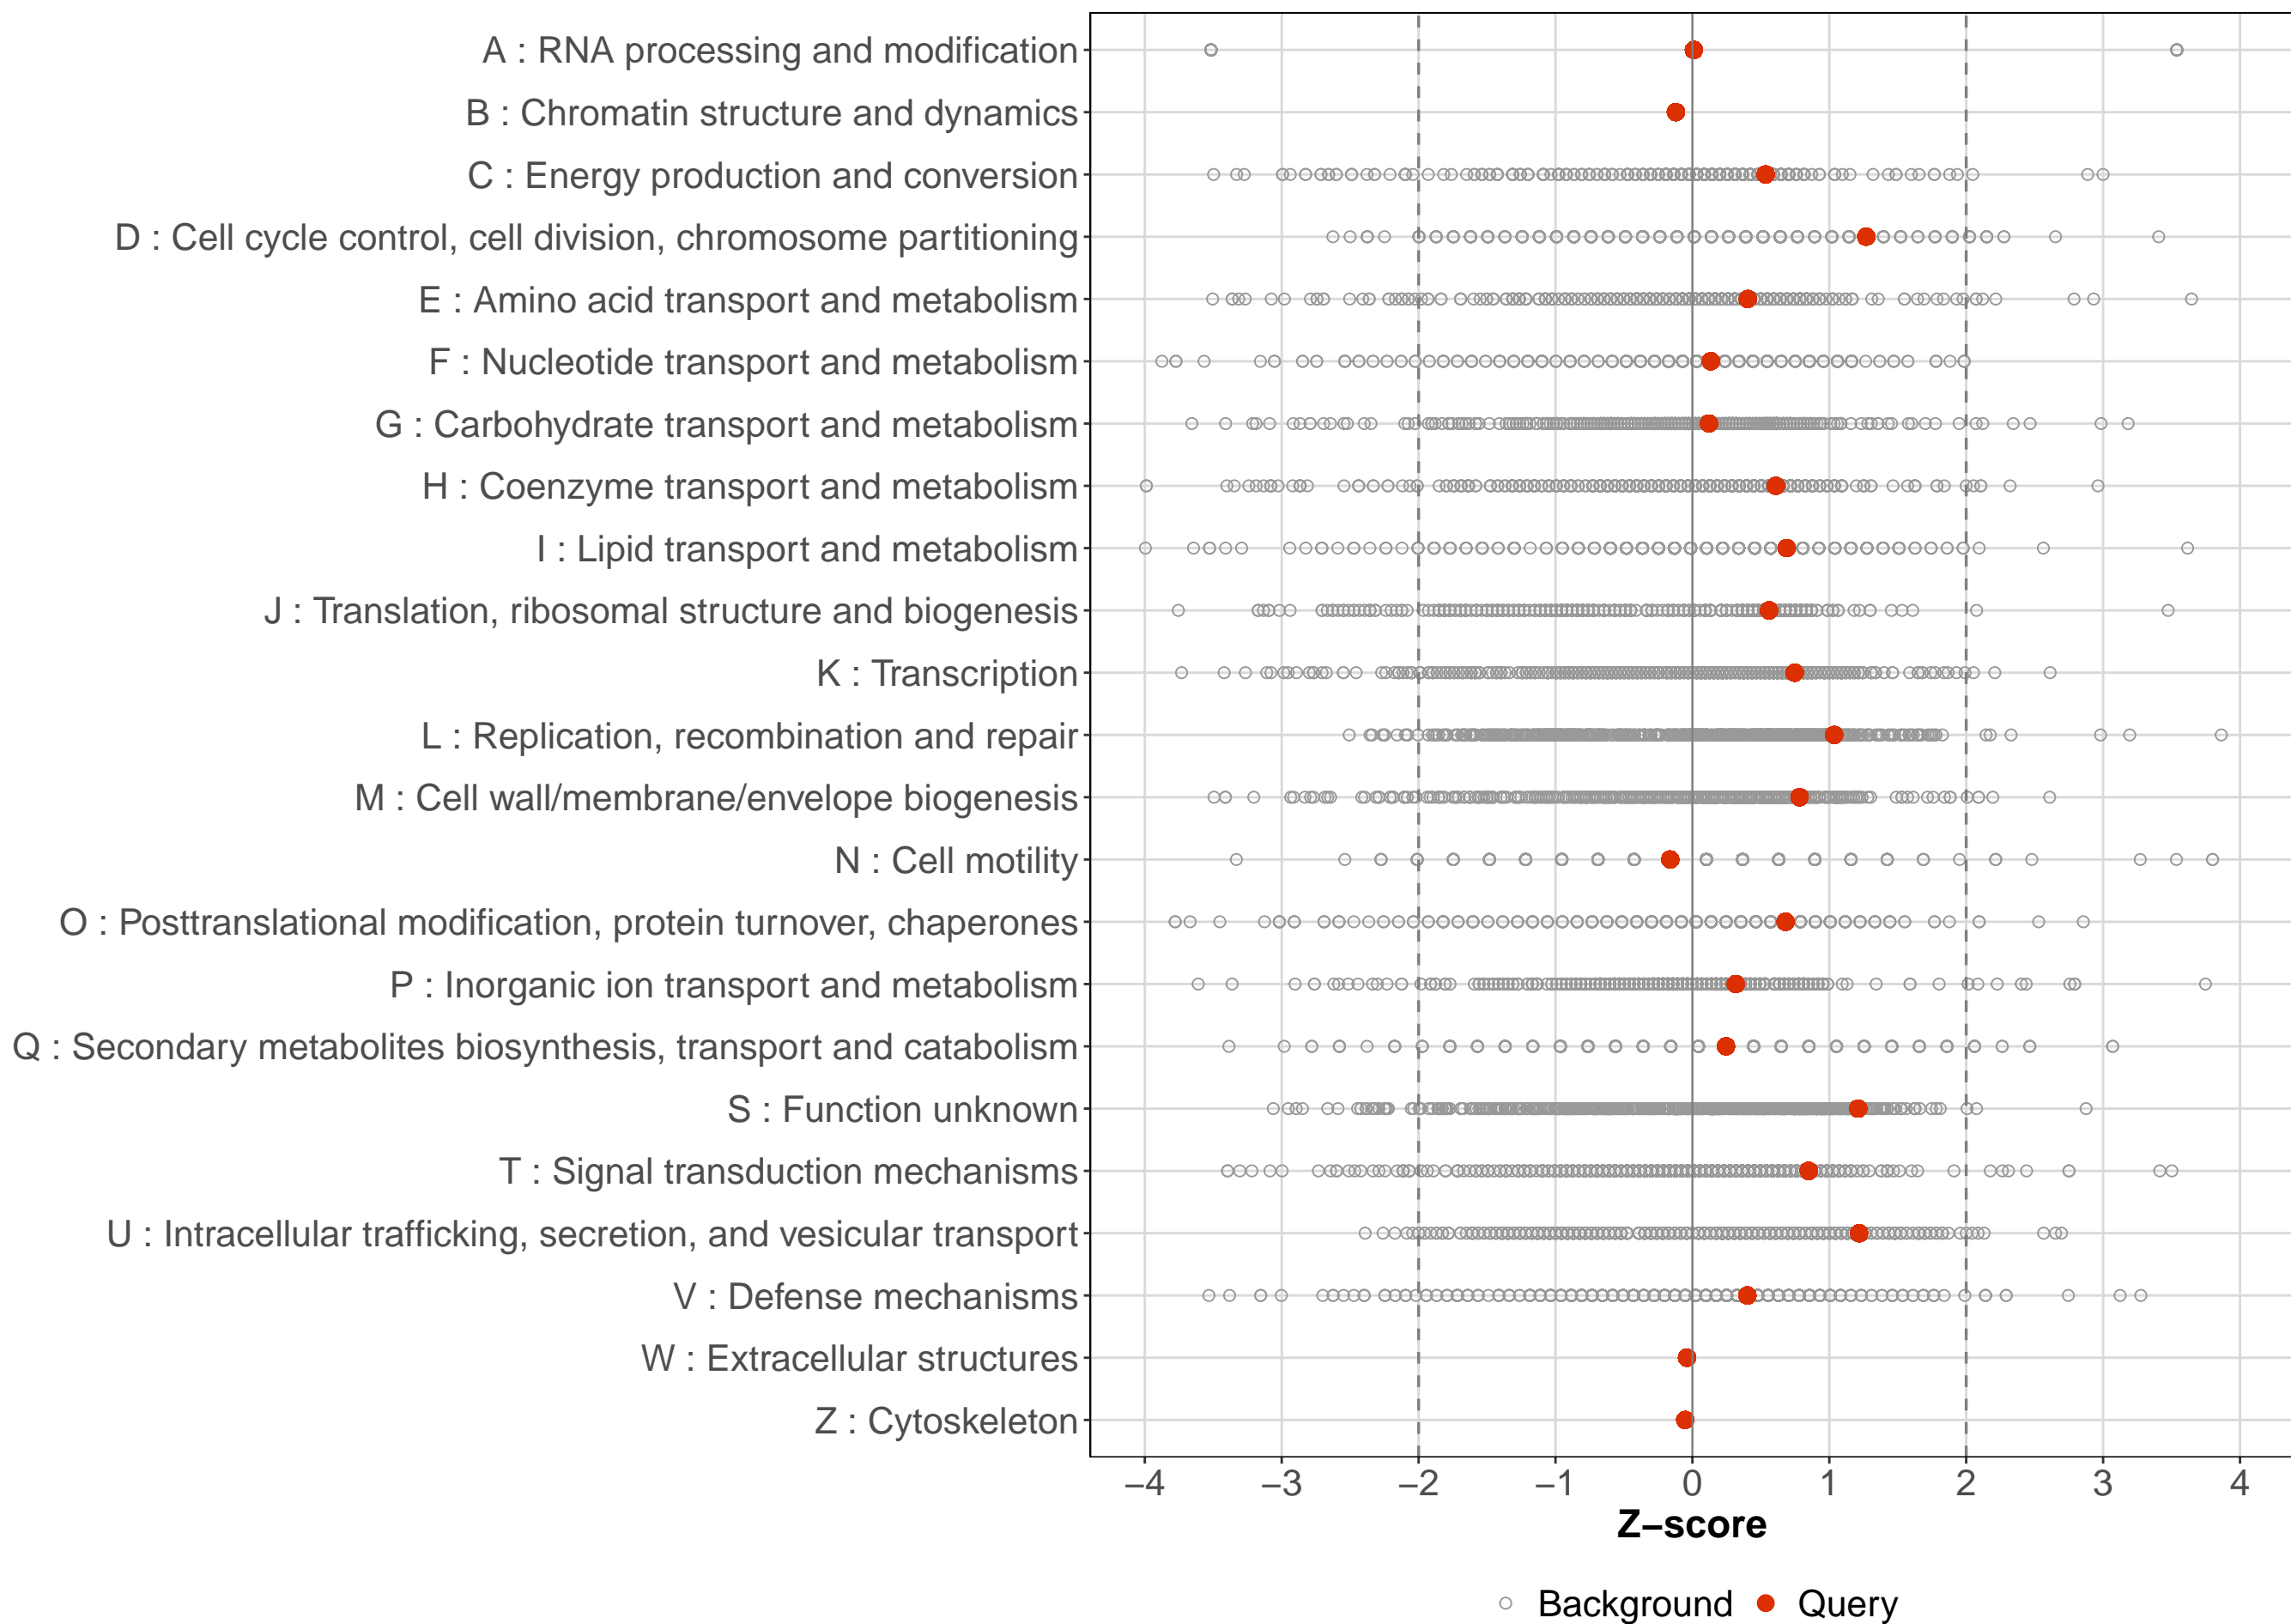 A : RNA processing and modification
B : Chromatin structure and dynamics
C : Energy production and conversion
D : Cell cycle control, cell division, chromosome partitioning
E : Amino acid transport and metabolism
F : Nucleotide transport and metabolism
G : Carbohydrate transport and metabolism
H : Coenzyme transport and metabolism
I : Lipid transport and metabolism
J : Translation, ribosomal structure and biogenesis
K : Transcription
L : Replication, recombination and repair
M : Cell wall/membrane/envelope biogenesis
N : Cell motility
O : Posttranslational modification, protein turnover, chaperones
P : Inorganic ion transport and metabolism
Q : Secondary metabolites biosynthesis, transport and catabolism
S : Function unknown
T : Signal transduction mechanisms
U : Intracellular trafficking, secretion, and vesicular transport
V : Defense mechanisms
W : Extracellular structures
Z : Cytoskeleton
−4 −3 −2 −1 0 1 2 3 4
Z−score
Background Query